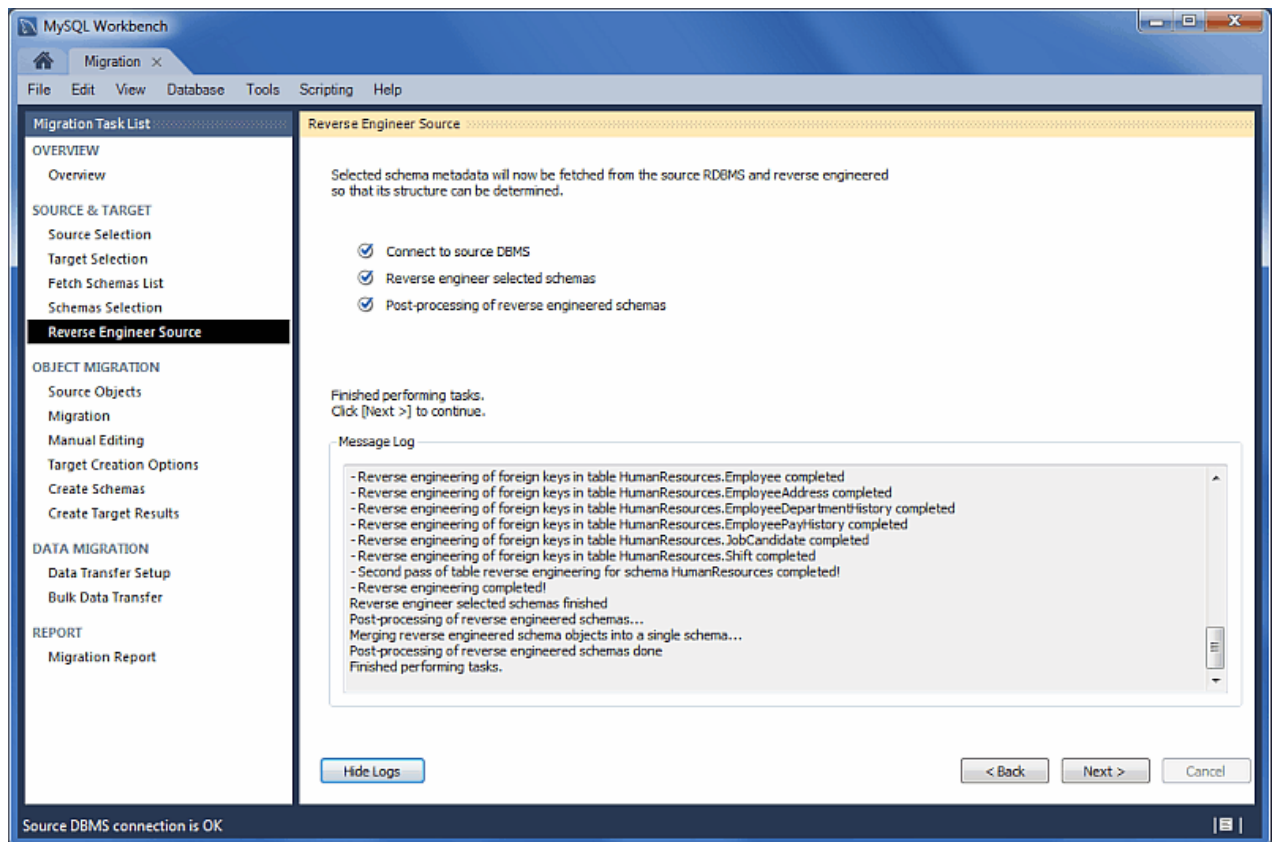 MySQL Workbench
Migration
File Edit View Database Tools Scripting Help
Migration Task List
OVERVIEW
Overview
SOURCE & TARGET
Source Selection
Target Selection
Fetch Schemas List
Schemas Selection
Reverse Engineer Source
OBJECT MIGRATION
Source Objects
Migration
Manual Editing
Target Creation Options
Create Schemas
Create Target Results
DATA MIGRATION
Data Transfer Setup
Bulk Data Transfer
REPORT
Migration Report
Reverse Engineer Source
Selected schema metadata will now be fetched from the source RDBMS and reverse engineered
so that its structure can be determined.
Connect to source DBMS
Reverse engineer selected schemas
Post-processing of reverse engineered schemas
Finished performing tasks.
Click [Next >] to continue.
Message Log
- Reverse engineering of foreign keys in table HumanResources.Employee completed
- Reverse engineering of foreign keys in table HumanResources.EmployeeAddress completed
- Reverse engineering of foreign keys in table HumanResources.EmployeeDepartmentHistory completed
- Reverse engineering of foreign keys in table HumanResources.EmployeePayHistory completed
- Reverse engineering of foreign keys in table HumanResources.JobCandidate completed
- Reverse engineering of foreign keys in table HumanResources.Shift completed
- Second pass of table reverse engineering for schema HumanResources completed!
- Reverse engineering completed!
Reverse engineer selected schemas finished
Post-processing of reverse engineered schemas...
Merging reverse engineered schema objects into a single schema...
Post-processing of reverse engineered schemas done
Finished performing tasks.
Hide Logs
< Back
Next >
Cancel
Source DBMS connection is OK